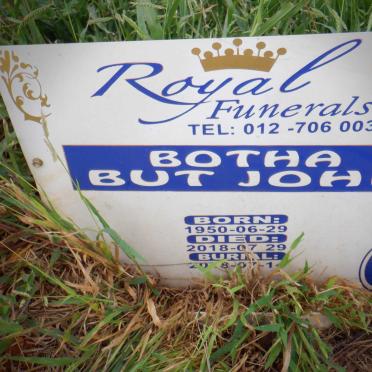 Royal
Funerals
TEL: 012 -706 003
BOTHA
BUT JOH
BORN:
1950-06-29
DIED:
2018-07-29
BURIAL: